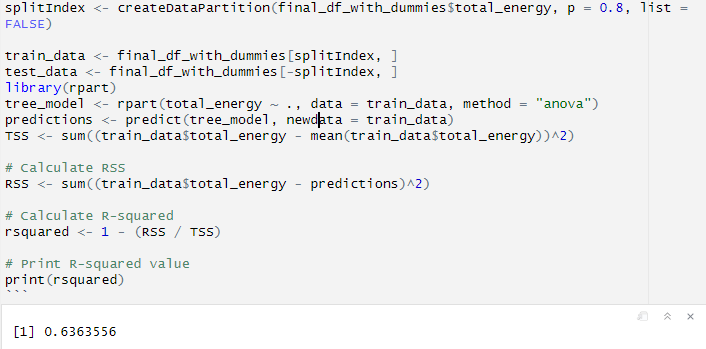 splitIndex <- createDataPartition(final_df_with_dummies$total_energy, p = 0.8, list =
FALSE)
train_data <- final_df_with_dummies[splitIndex, ]
test_data <- final_df_with_dummies[-splitIndex, ]
library(rpart)
tree_model <- rpart(total_energy ~ ., data = train_data, method = "anova")
predictions <- predict(tree_model, newdata = train_data)
TSS <- sum((train_data$total_energy - mean(train_data$total_energy))^2)
# Calculate RSS
RSS <- sum((train_data$total_energy - predictions)^2)
# Calculate R-squared
rsquared <- 1 - (RSS / TSS)
# Print R-squared value
print(rsquared)
```
[1] 0.6363556